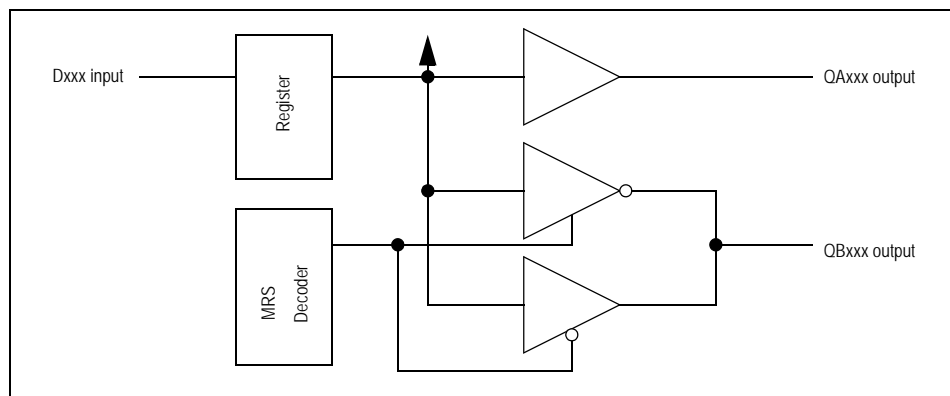 Dxxx input
Register
QAxxx output
MRS
Decoder
QBxxx output